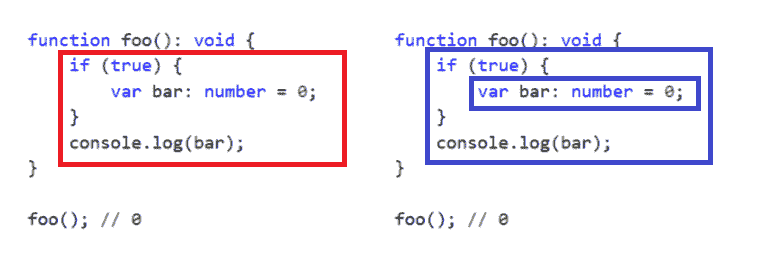 function foo(): void {
    if (true) {
        var bar: number = 0;
    }
    console.log(bar);
}

foo(); // 0

function foo(): void {
    if (true) {
        var bar: number = 0;
    }
    console.log(bar);
}

foo(); // 0